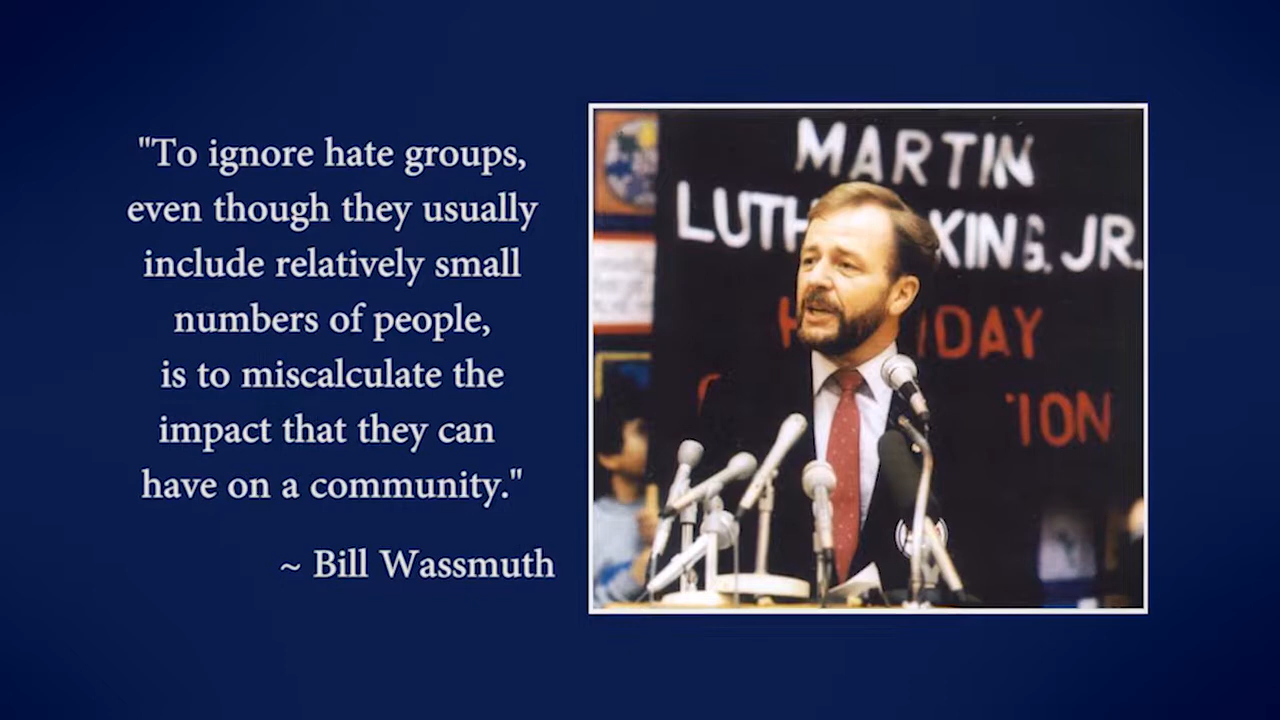 "To ignore hate groups,
even though they usually
include relatively small
numbers of people,
is to miscalculate the
impact that they can
have on a community."
~ Bill Wassmuth
MARTIN
KING, JR.